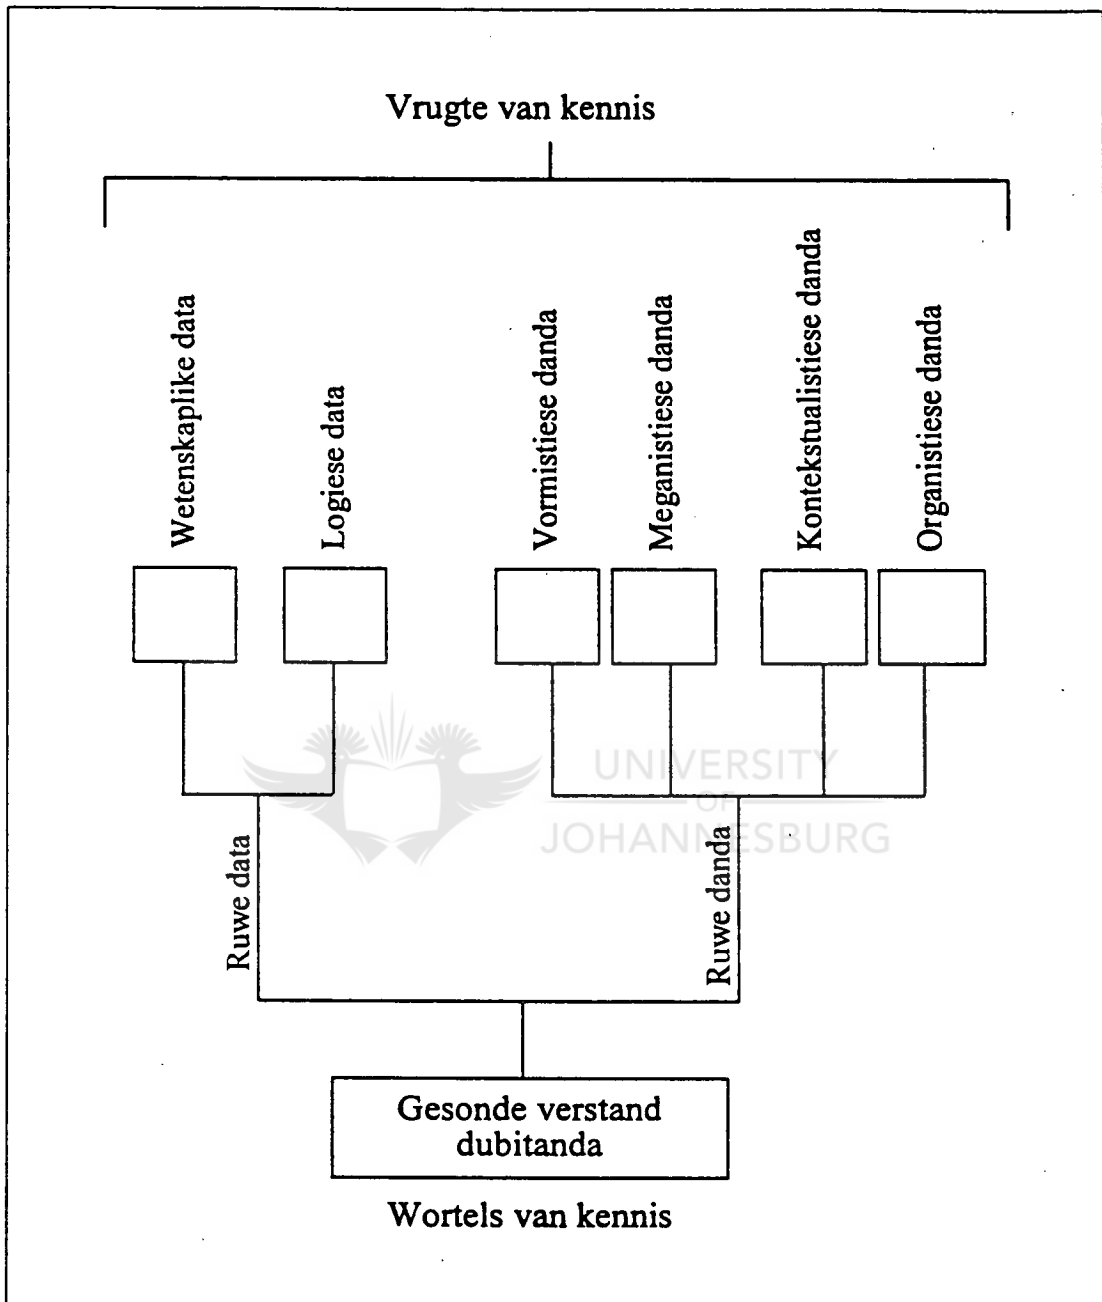 Vrugte van kennis
Wetenskaplike data
Logiese data
Vormistiese danda
Meganistiese danda
Kontekstualistiese danda
Organistiese danda
UNIVERSITY
OF
JOHANNESBURG
Ruwe data
Ruwe danda
Gesonde verstand
dubitanda
Wortels van kennis